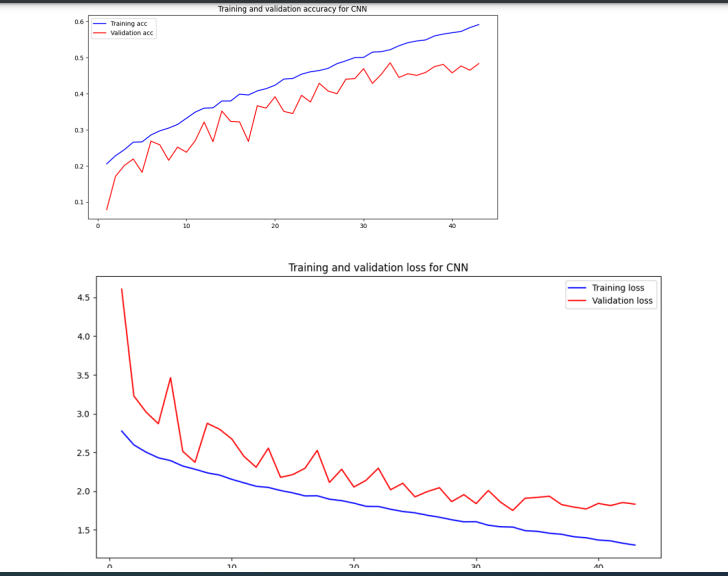 Training and validation accuracy for CNN
Training acc
Validation acc
0.6
0.5
0.4
0.3
0.2
0.1
0 10 20 30 40
Training and validation loss for CNN
Training loss
Validation loss
4.5
4.0
3.5
3.0
2.5
2.0
1.5
0 10 20 30 40